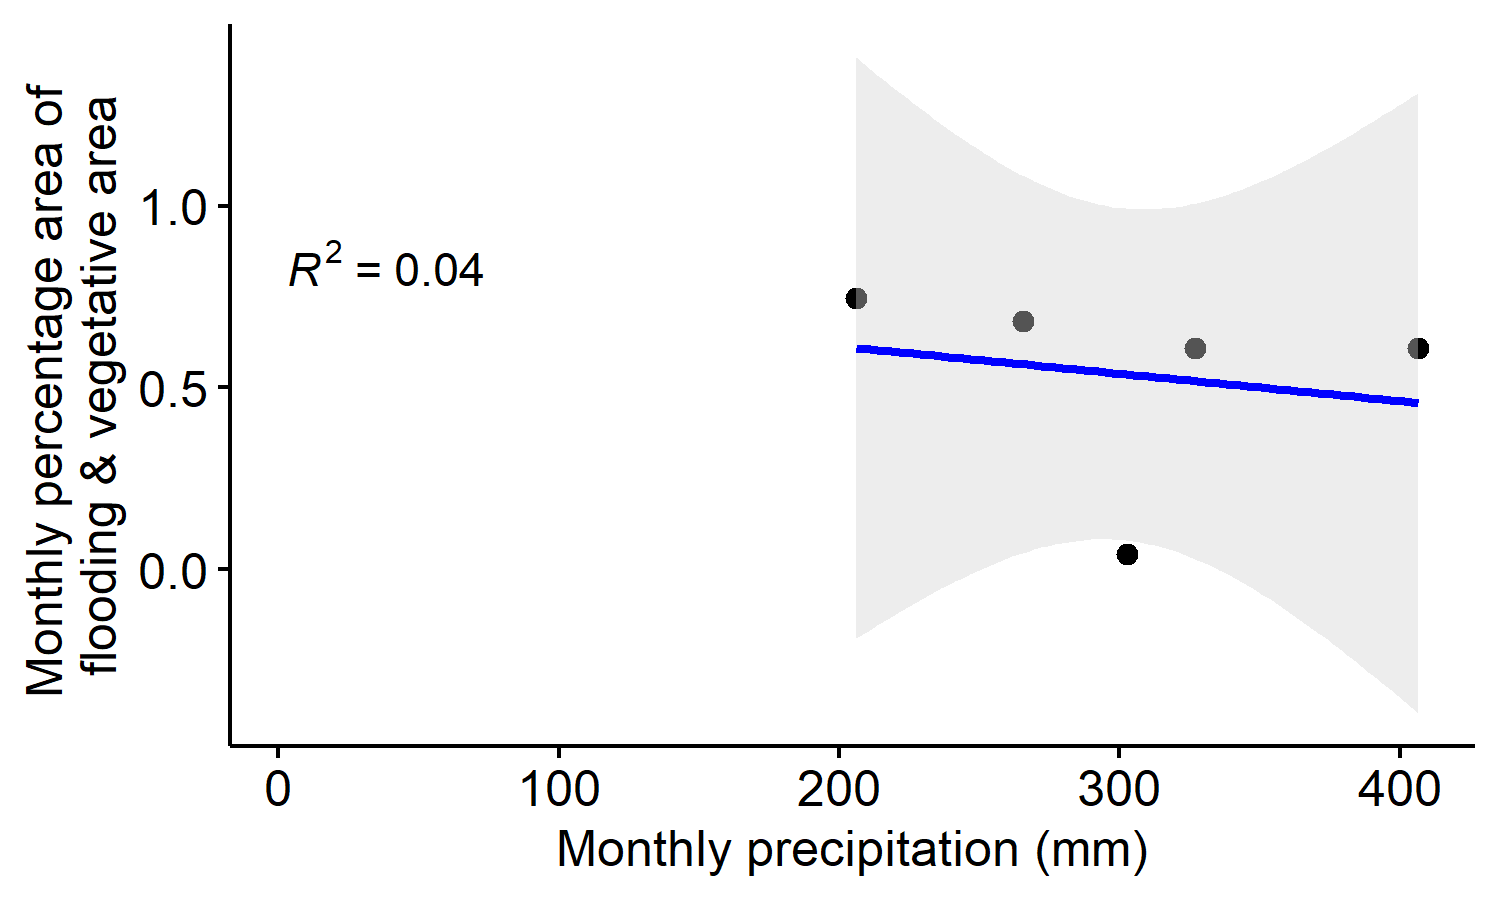 Monthly percentage area of
flooding & vegetative area
1.0
0.5
0.0
R² = 0.04
0 100 200 300 400
Monthly precipitation (mm)